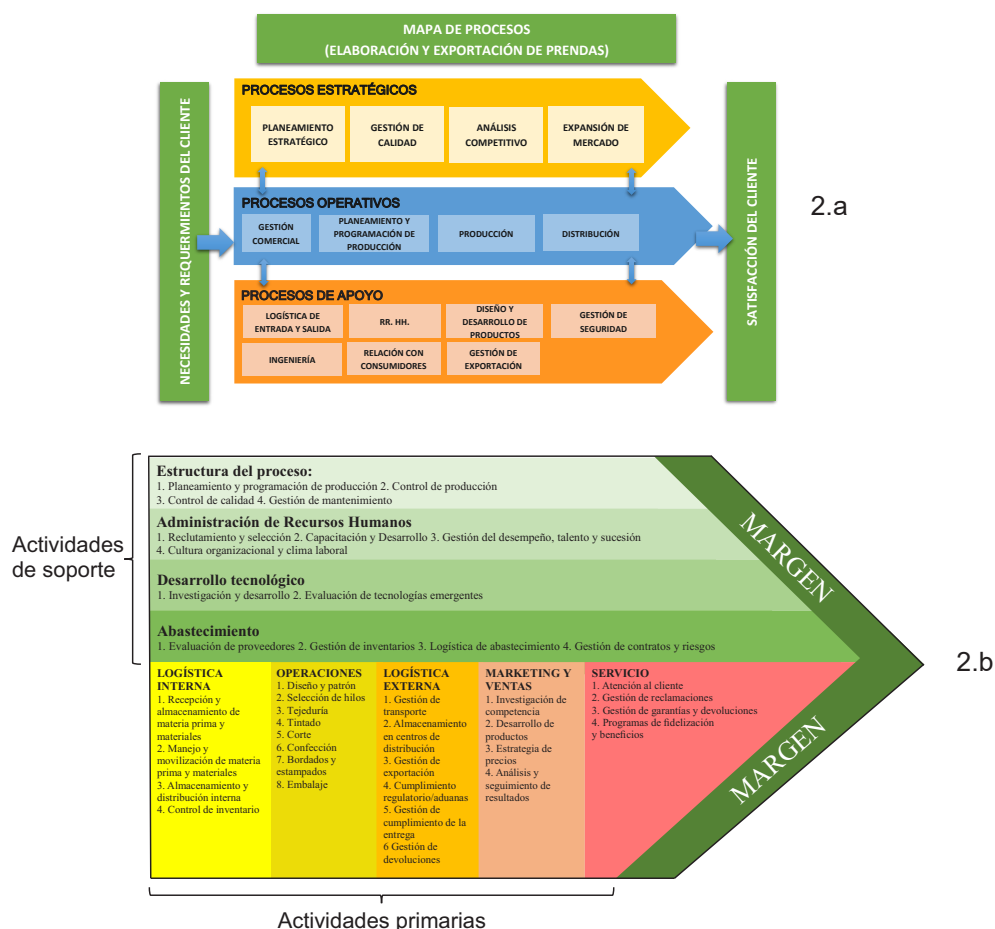 MAPA DE PROCESOS
(ELABORACIÓN Y EXPORTACIÓN DE PRENDAS)
NECESIDADES Y REQUERMIENTOS DEL CLIENTE
PROCESOS ESTRATÉGICOS
PLANEAMIENTO
ESTRATÉGICO
GESTIÓN DE
CALIDAD
ANÁLISIS
COMPETITIVO
EXPANSIÓN DE
MERCADO
PROCESOS OPERATIVOS
GESTIÓN
COMERCIAL
PLANEAMIENTO Y
PROGRAMACIÓN DE
PRODUCCIÓN
PRODUCCIÓN
DISTRIBUCIÓN
PROCESOS DE APOYO
LOGÍSTICA DE
ENTRADA Y SALIDA
RR. HH.
DISEÑO Y
DESARROLLO DE
PRODUCTOS
GESTIÓN DE
SEGURIDAD
INGENIERÍA
RELACIÓN CON
CONSUMIDORES
GESTIÓN DE
EXPORTACIÓN
SATISFACCIÓN DEL CLIENTE
2.a
Actividades
de soporte
Estructura del proceso:
1. Planeamiento y programación de producción 2. Control de producción
3. Control de calidad 4. Gestión de mantenimiento
Administración de Recursos Humanos
1. Reclutamiento y selección 2. Capacitación y Desarrollo 3. Gestión del desempeño, talento y sucesión
4. Cultura organizacional y clima laboral
Desarrollo tecnológico
1. Investigación y desarrollo 2. Evaluación de tecnologías emergentes
Abastecimiento
1. Evaluación de proveedores 2. Gestión de inventarios 3. Logística de abastecimiento 4. Gestión de contratos y riesgos
LOGÍSTICA
INTERNA
1. Recepción y
almacenamiento de
materia prima y
materiales
2. Manejo y
movilización de materia
prima y materiales
3. Almacenamiento y
distribución interna
4. Control de inventario
OPERACIONES
1. Diseño y patrón
2. Selección de hilos
3. Tejeduría
4. Tintado
5. Corte
6. Confección
7. Bordados y
estampados
8. Embalaje
LOGÍSTICA
EXTERNA
1. Gestión de
transporte
2. Almacenamiento
en centros de
distribución
3. Gestión de
exportación
4. Cumplimiento
regulatorio/aduanas
5. Gestión de
cumplimiento de la
entrega
6 Gestión de
devoluciones
MARKETING Y
VENTAS
1. Investigación de
competencia
2. Desarrollo de
productos
3. Estrategia de
precios
4. Análisis y
seguimiento de
resultados
SERVICIO
1. Atención al cliente
2. Gestión de reclamaciones
3. Gestión de garantías y devoluciones
4. Programas de fidelización
y beneficios
MARGEN
MARGEN
2.b
Actividades primarias